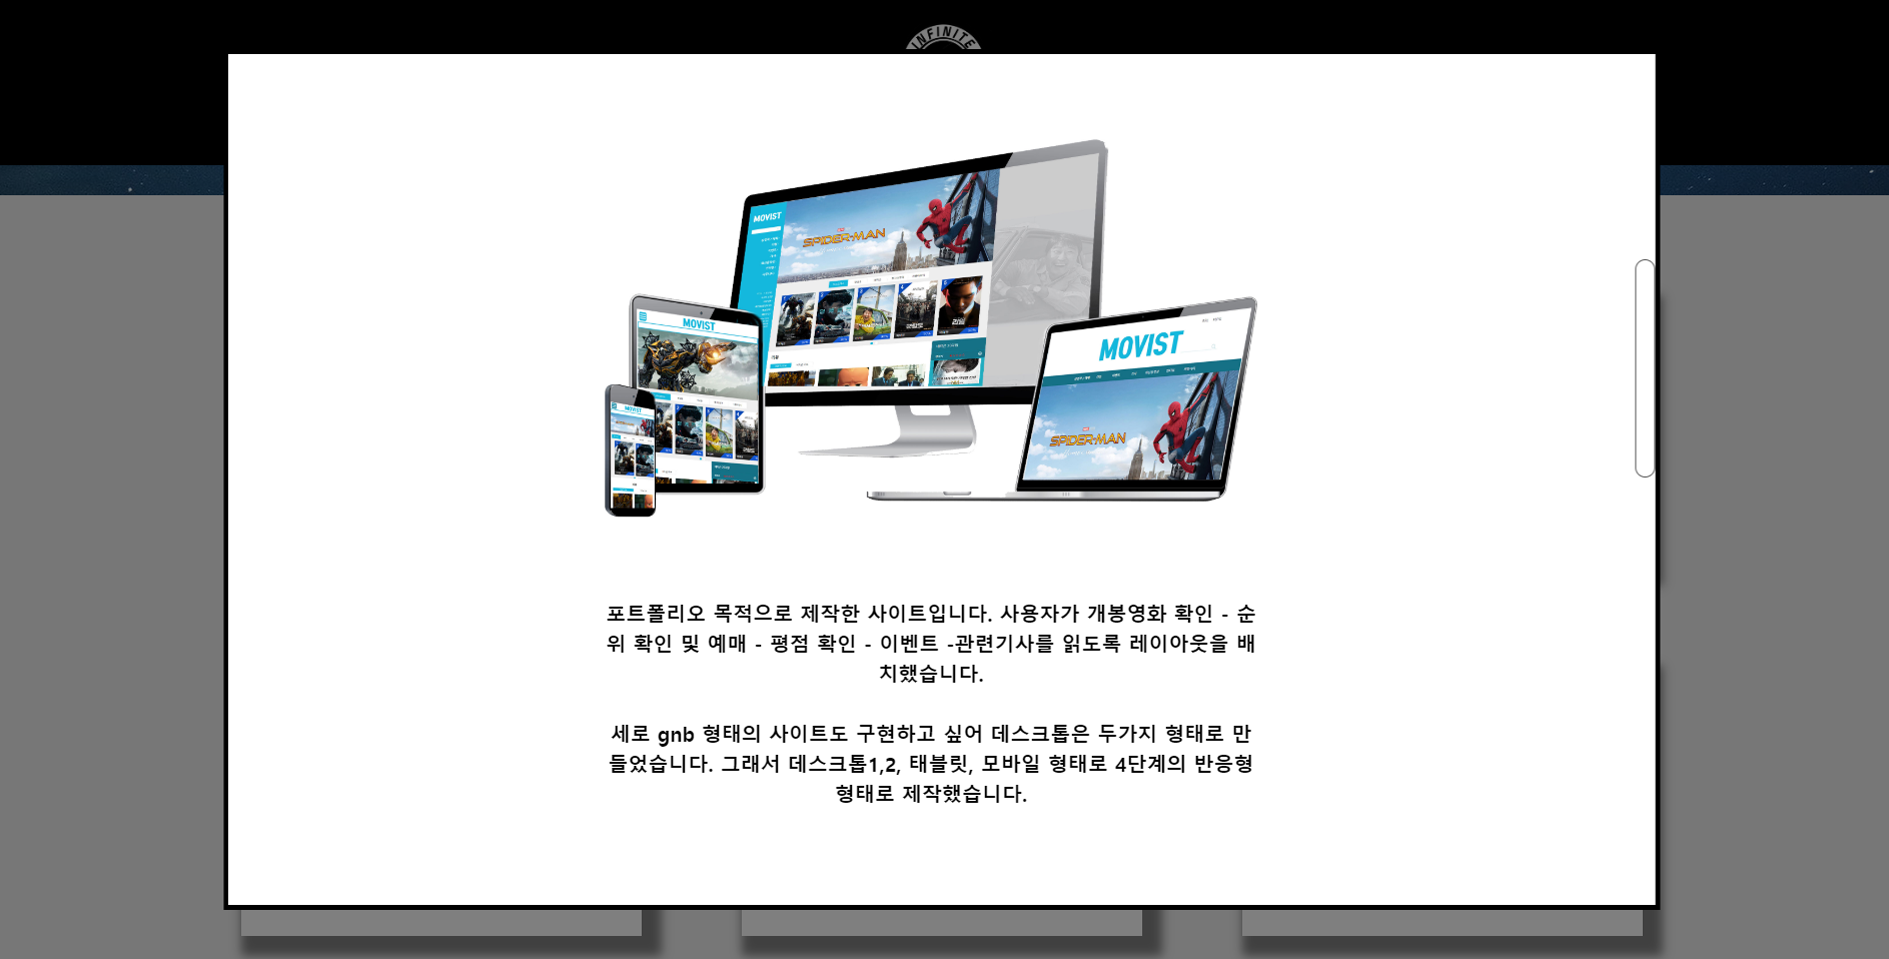 INFINITE
MOVIST
SPIDER-MAN
MOVIST
MOVIST
MOVIST
SPIDER-MAN
포트폴리오 목적으로 제작한 사이트입니다. 사용자가 개봉영화 확인 - 순
위 확인 및 예매 - 평점 확인 - 이벤트 -관련기사를 읽도록 레이아웃을 배
치했습니다.
세로 gnb 형태의 사이트도 구현하고 싶어 데스크톱은 두가지 형태로 만
들었습니다. 그래서 데스크톱1,2, 태블릿, 모바일 형태로 4단계의 반응형
형태로 제작했습니다.